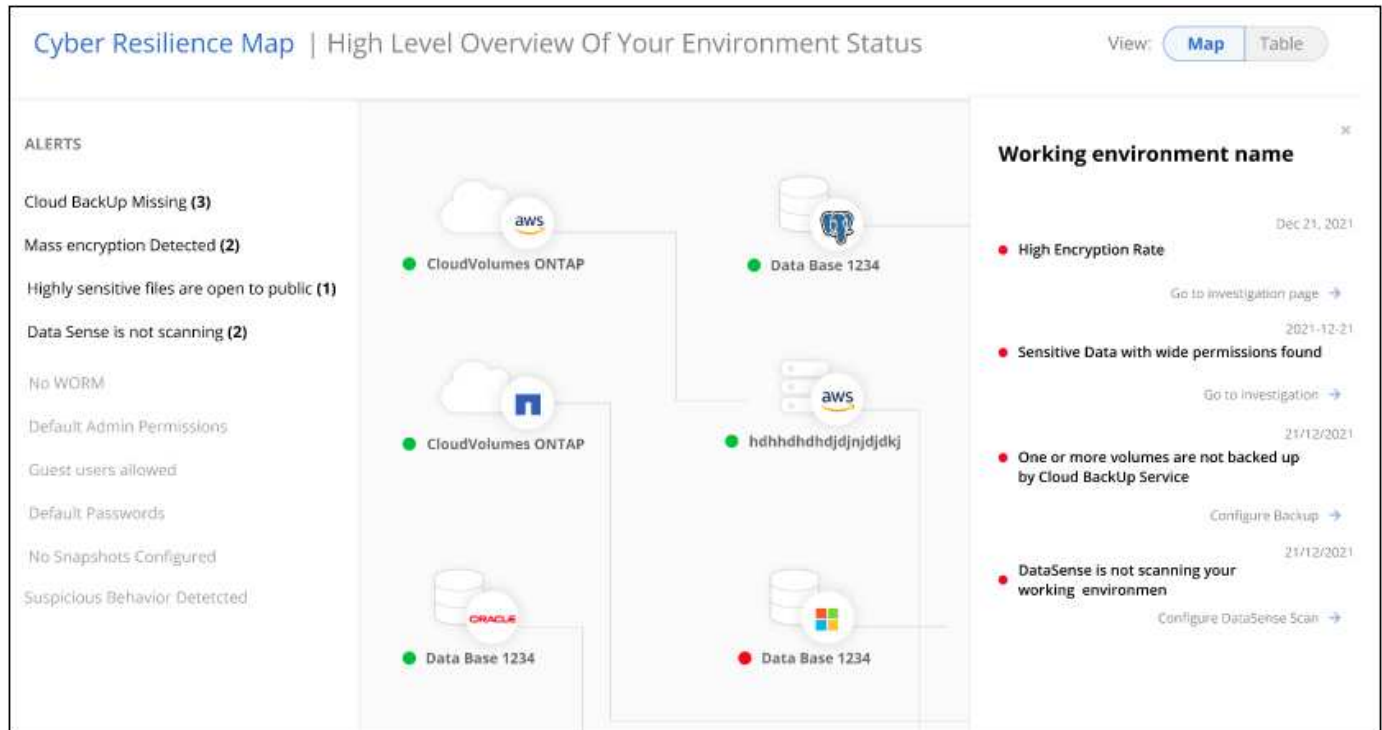 Cyber Resilience Map | High Level Overview Of Your Environment Status
View: Map Table
ALERTS
Cloud BackUp Missing (3)
Mass encryption Detected (2)
Highly sensitive files are open to public (1)
Data Sense is not scanning (2)
No WORM
Default Admin Permissions
Guest users allowed
Default Passwords
No Snapshots Configured
Suspicious Behavior Detetcted
aws
CloudVolumes ONTAP
Data Base 1234
CloudVolumes ONTAP
aws
hdhhdhdhdjdjnjdjdkj
ORACLE
Data Base 1234
Data Base 1234
Working environment name
Dec 21, 2021
High Encryption Rate
Go to investigation page
2021-12-21
Sensitive Data with wide permissions found
Go to investigation
21/12/2021
One or more volumes are not backed up
by Cloud BackUp Service
Configure Backup
21/12/2021
DataSense is not scanning your
working environmen
Configure DataSense Scan